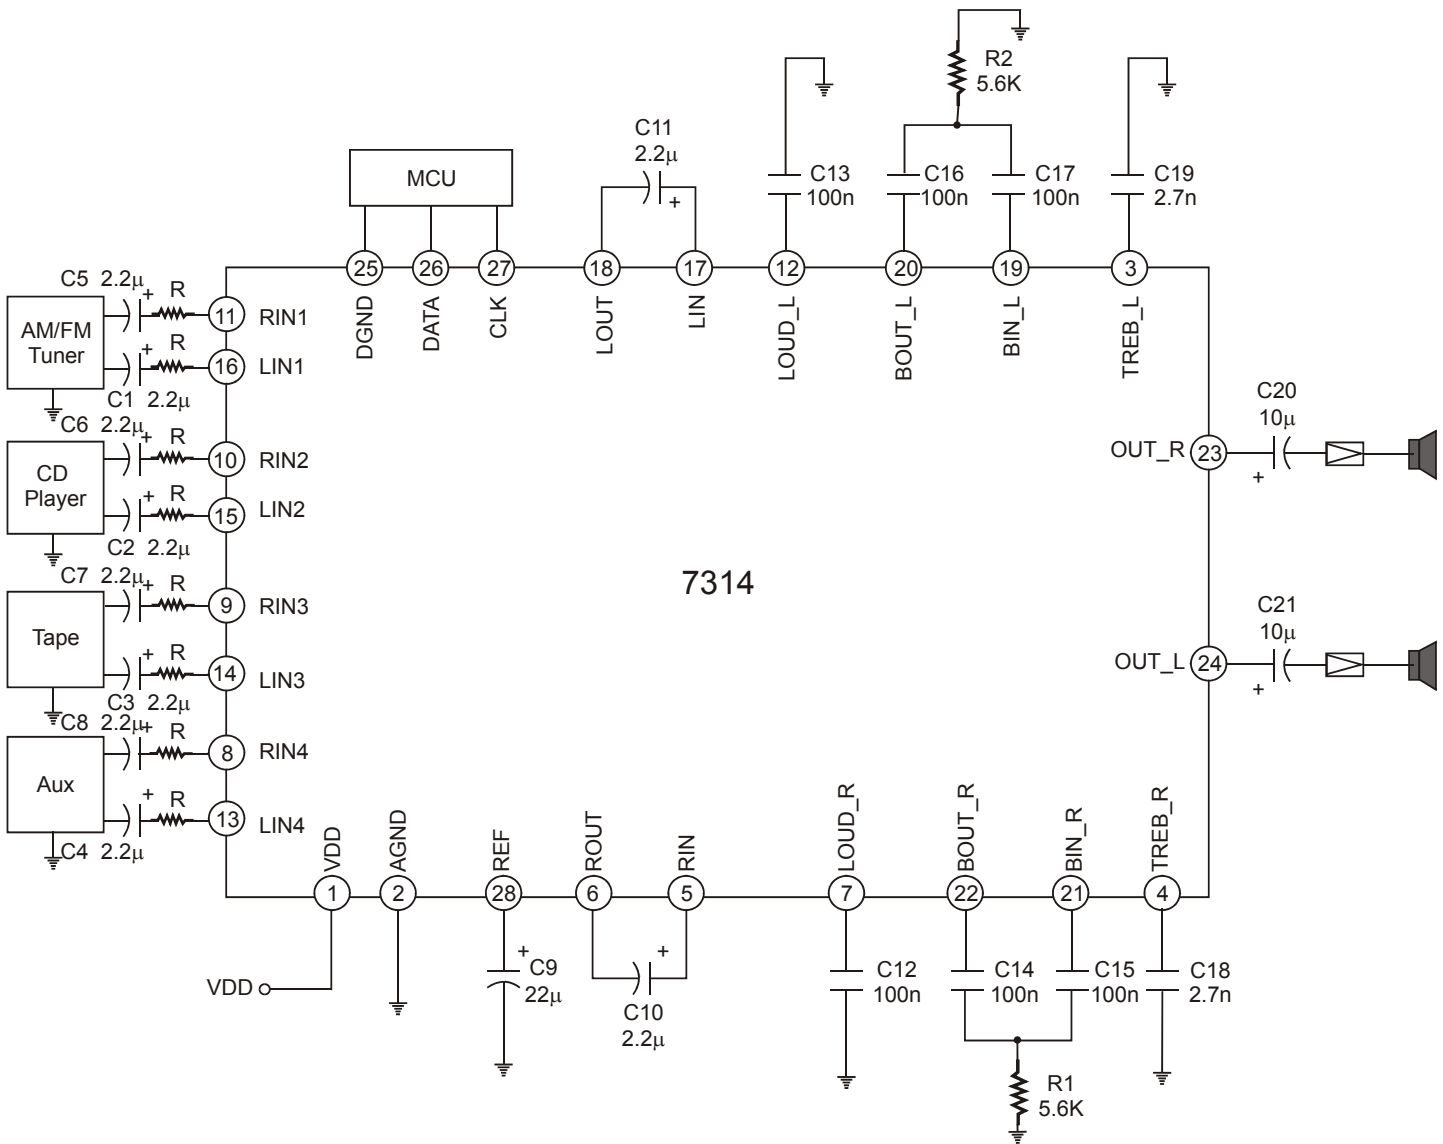 R2
5.6K
C11
2.2μ
MCU
C13
100n
C16
100n
C17
100n
C19
2.7n
25
26
27
18
17
12
20
19
3
DGND
DATA
CLK
LOUT
LIN
LOUD_L
BOUT_L
BIN_L
TREB_L
C5 2.2μ
+
R
AM/FM
Tuner
11
RIN1
+
R
16
LIN1
C1 2.2μ
C6 2.2μ
+
R
CD
Player
10
RIN2
+
R
15
LIN2
C2 2.2μ
C7 2.2μ
+
R
Tape
9
RIN3
+
R
14
LIN3
C3 2.2μ
C8 2.2μ
+
R
Aux
8
RIN4
+
R
13
LIN4
C4 2.2μ
7314
OUT_R
23
C20
10μ
+
OUT_L
24
C21
10μ
+
VDD
AGND
REF
ROUT
RIN
LOUD_R
BOUT_R
BIN_R
TREB_R
1
2
28
6
5
7
22
21
4
VDD
+
C9
22μ
+
C10
2.2μ
C12
100n
C14
100n
C15
100n
C18
2.7n
R1
5.6K
+